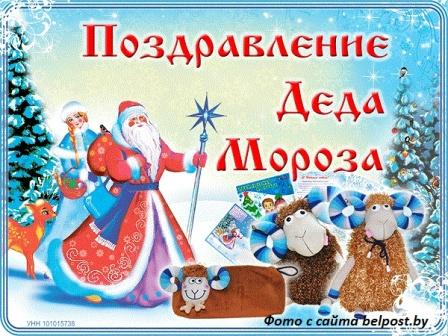 Поздравление
Деда
Мороза
УНН 101015738
Фото с сайта belpost.by